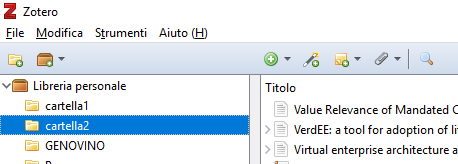 Zotero
File Modifica Strumenti Aiuto (H)
Libreria personale
Titolo
cartella1
Value Relevance of Mandated C
cartella2
VerdEE: a tool for adoption of li
GENOVINO
Virtual enterprise architecture a